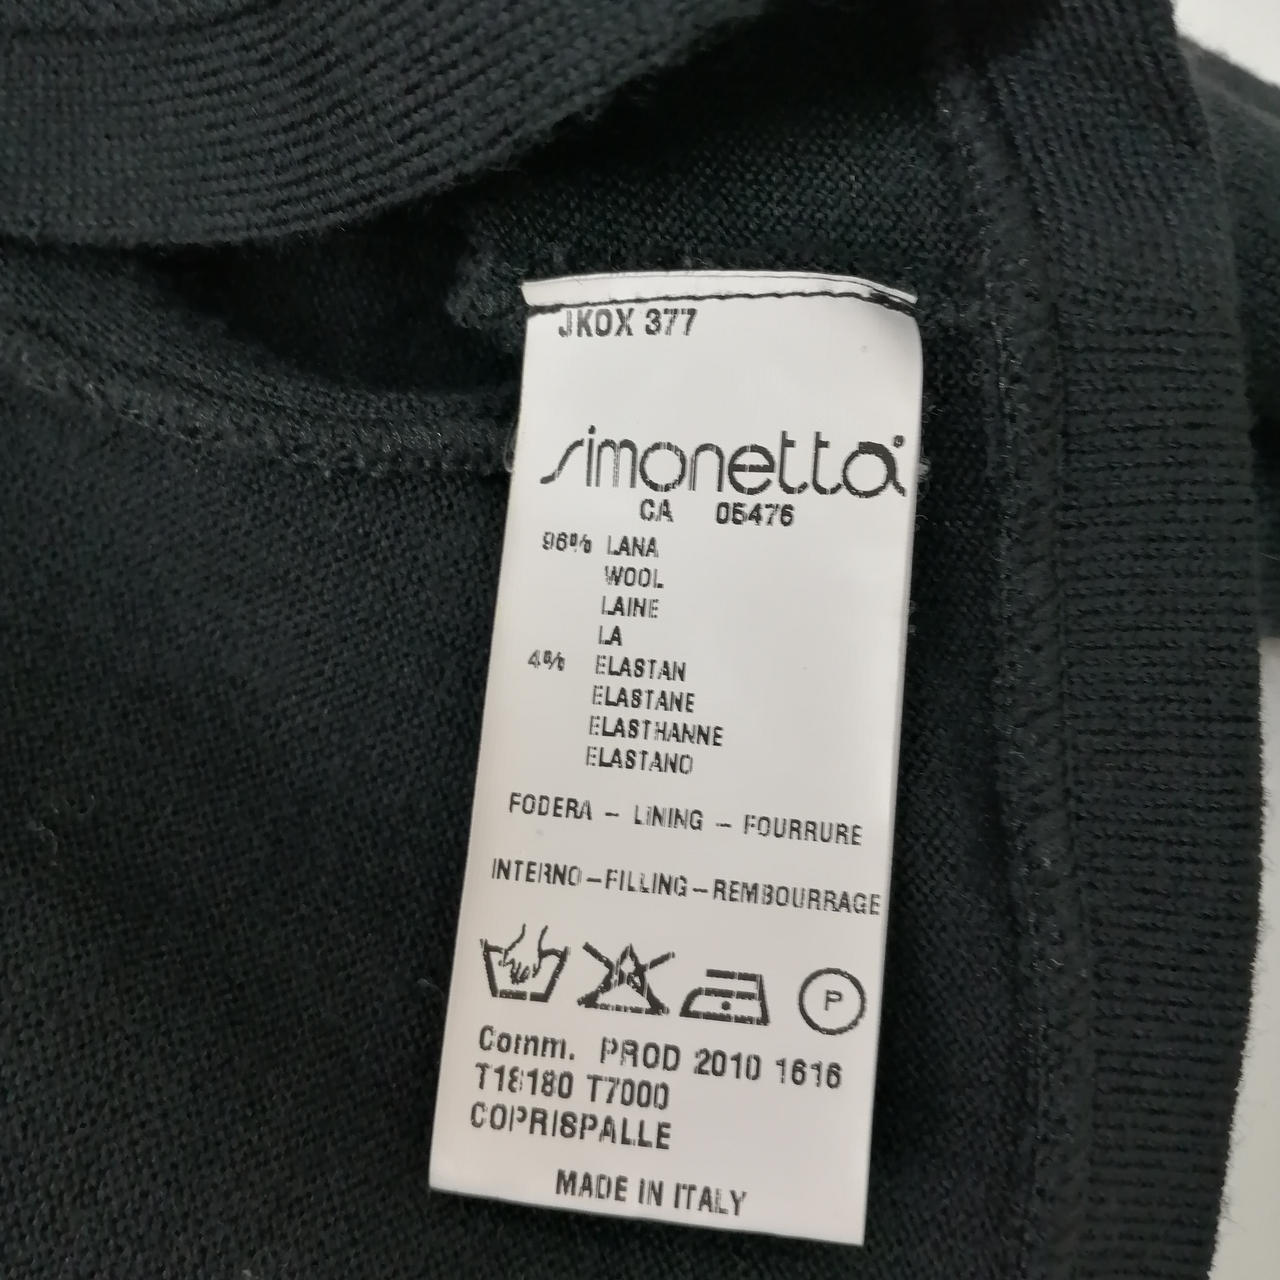 JKOX 377
simonetta®
CA 05476
96% LANA
WOOL
LAINE
LA
4% ELASTAN
ELASTANE
ELASTHANNE
ELASTANO
FODERA – LINING – FOURRURE
INTERNO–FILLING–REMBOURRAGE
P
Comm. PROD 2010 1616
T18180 T7000
COPRISPALLE
MADE IN ITALY